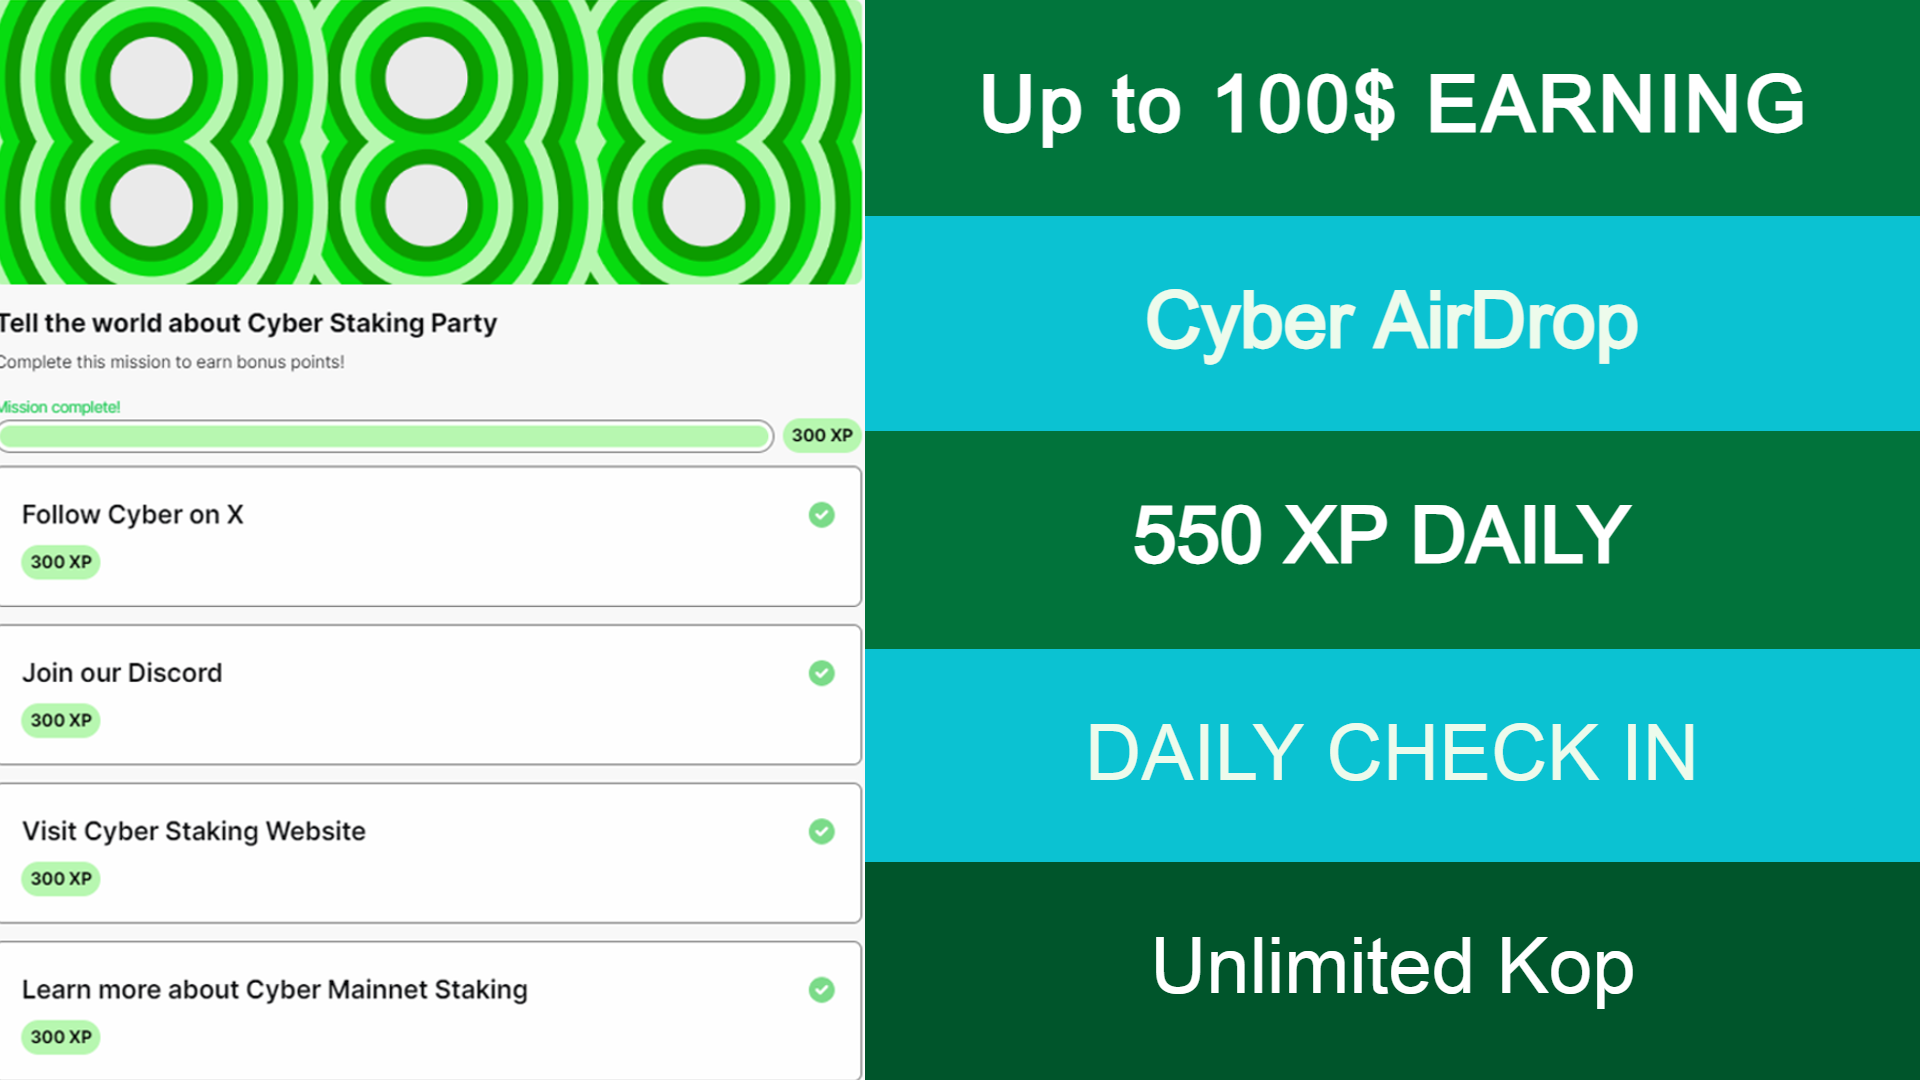 Tell the world about Cyber Staking Party
Complete this mission to earn bonus points!
Mission complete!
300 XP
Follow Cyber on X
300 XP
Join our Discord
300 XP
Visit Cyber Staking Website
300 XP
Learn more about Cyber Mainnet Staking
300 XP
Up to 100$ EARNING
Cyber AirDrop
550 XP DAILY
DAILY CHECK IN
Unlimited Kop